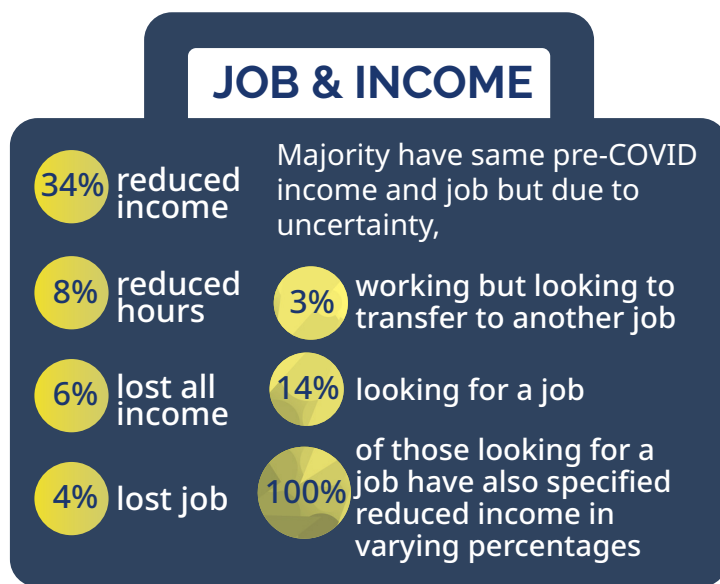 JOB & INCOME
34% reduced
income
8% reduced
hours
6% lost all
income
4% lost job
Majority have same pre-COVID
income and job but due to
uncertainty,
3% working but looking to
transfer to another job
14% looking for a job
100% of those looking for a
job have also specified
reduced income in
varying percentages